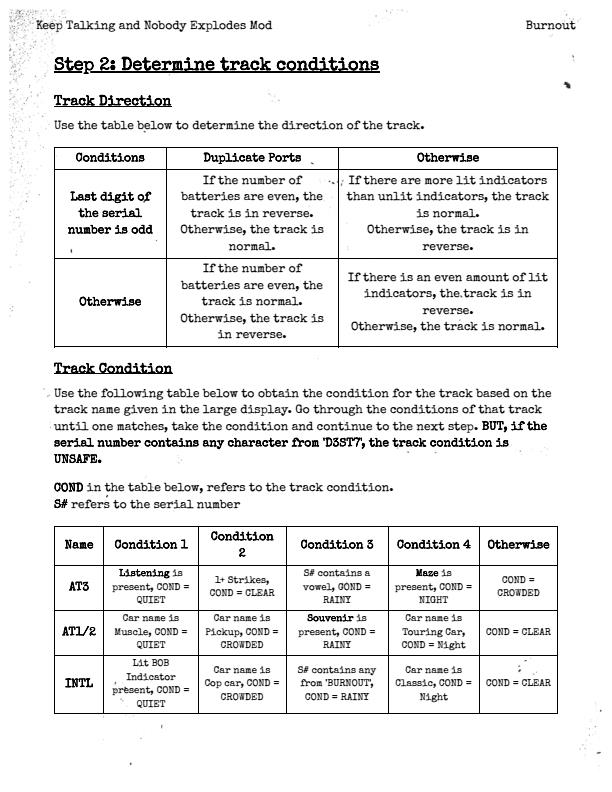 Keep Talking and Nobody Explodes Mod
Burnout
Step 2: Determine track conditions
Track Direction
Use the table below to determine the direction of the track.
Conditions
Duplicate Ports
Otherwise
Last digit of
the serial
number is odd
If the number of
batteries are even, the
track is in reverse.
Otherwise, the track is
normal.
If there are more lit indicators
than unlit indicators, the track
is normal.
Otherwise, the track is in
reverse.
Otherwise
If the number of
batteries are even, the
track is normal.
Otherwise, the track is
in reverse.
If there is an even amount of lit
indicators, the track is in
reverse.
Otherwise, the track is normal.
Track Condition
Use the following table below to obtain the condition for the track based on the
track name given in the large display. Go through the conditions of that track
until one matches, take the condition and continue to the next step. BUT, if the
serial number contains any character from 'D3ST7', the track condition is
UNSAFE.
COND in the table below, refers to the track condition.
S# refers to the serial number
Name
Condition 1
Condition
2
Condition 3
Condition 4
Otherwise
AT3
Listening is
present, COND =
QUIET
1+ Strikes,
COND = CLEAR
S# contains a
vowel, COND =
RAINY
Maze is
present, COND =
NIGHT
COND =
CROWDED
AT1/2
Car name is
Muscle, COND =
QUIET
Car name is
Pickup, COND =
CROWDED
Souvenir is
present, COND =
RAINY
Car name is
Touring Car,
COND = Night
COND = CLEAR
INTL
Lit BOB
Indicator
present, COND =
QUIET
Car name is
Cop car, COND =
CROWDED
S# contains any
from 'BURNOUT',
COND = RAINY
Car name is
Classic, COND =
Night
COND = CLEAR